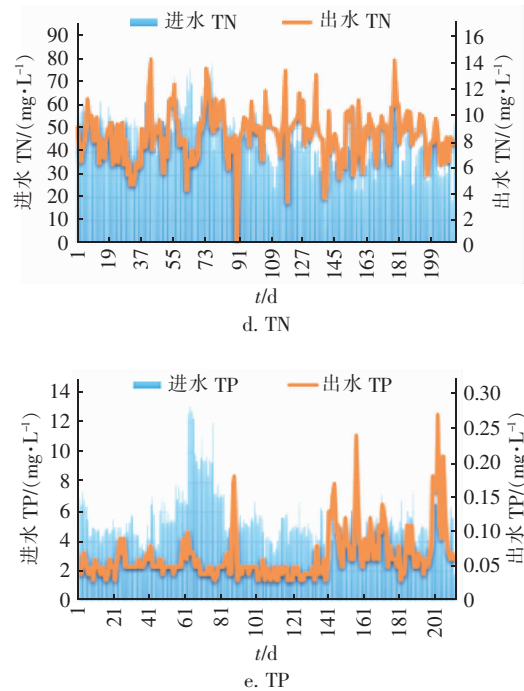 进水 TN 出水 TN
90
80
70
60
50
40
30
20
10
0
进水 TN/(mg·L⁻¹)
16
14
12
10
8
6
4
2
0
出水 TN/(mg·L⁻¹)
1 19 37 55 73 91 109 127 145 163 181 199
t/d
d. TN
进水 TP 出水 TP
14
12
10
8
6
4
2
0
进水 TP/(mg·L⁻¹)
0.30
0.25
0.20
0.15
0.10
0.05
0
出水 TP/(mg·L⁻¹)
1 21 41 61 81 101 121 141 161 181 201
t/d
e. TP